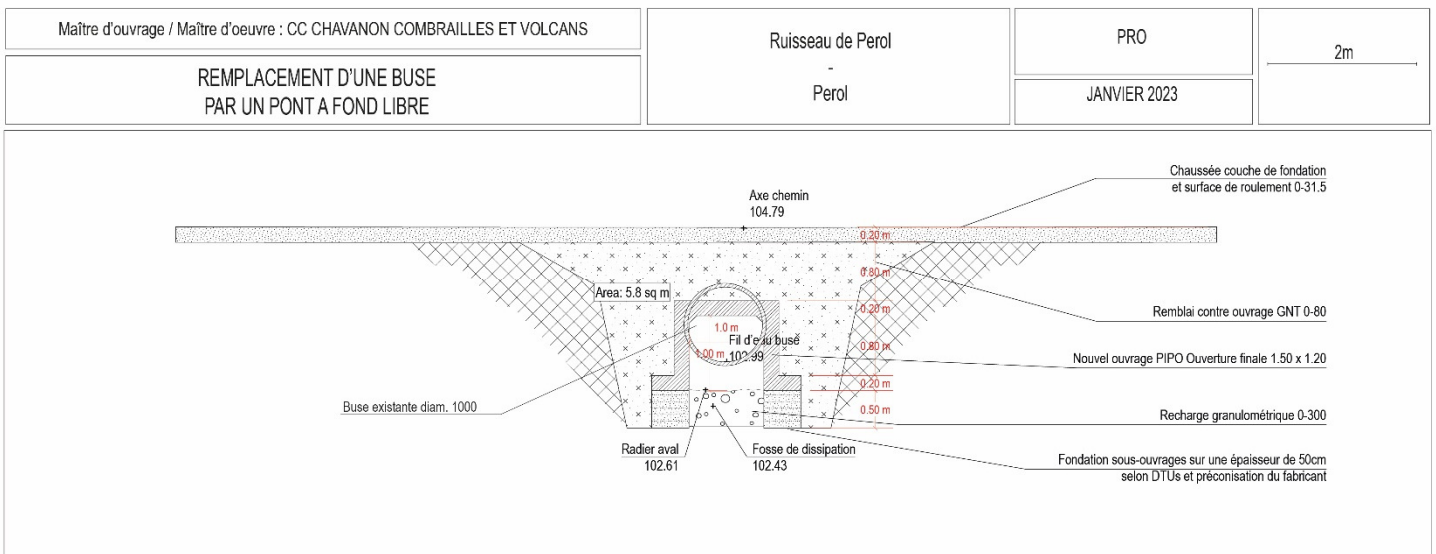 Maître d'ouvrage / Maître d'oeuvre : CC CHAVANON COMBRAILLES ET VOLCANS
REMPLACEMENT D'UNE BUSE
PAR UN PONT A FOND LIBRE
Ruisseau de Perol
-
Perol
PRO
JANVIER 2023
2m
Chaussée couche de fondation
et surface de roulement 0-31.5
Axe chemin
104.79
0.20 m
0.80 m
Area: 5.8 sq m
0.20 m
Remblai contre ouvrage GNT 0-80
1.0 m
Fil d'eau buse
0.80 m
1.00 m
102.99
Nouvel ouvrage PIPO Ouverture finale 1.50 x 1.20
0.20 m
Buse existante diam. 1000
0.50 m
Recharge granulométrique 0-300
Radier aval
102.61
Fosse de dissipation
102.43
Fondation sous-ouvrages sur une épaisseur de 50cm
selon DTUs et préconisation du fabricant